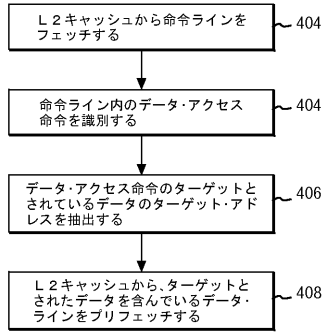 L2キャッシュから命令ラインを
フェッチする
404
命令ライン内のデータ・アクセス
命令を識別する
404
データ・アクセス命令のターゲットと
されているデータのターゲット・アド
レスを抽出する
406
L2キャッシュから、ターゲットと
されたデータを含んでいるデータ・
ラインをプリフェッチする
408